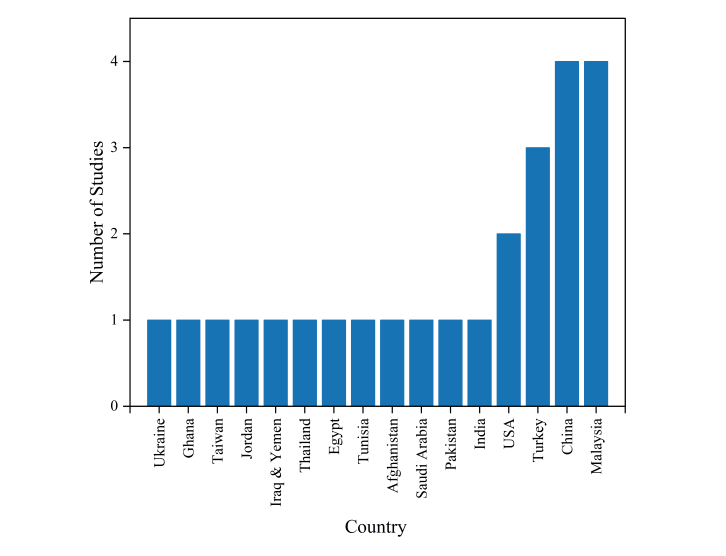 Number of Studies
4
3
2
1
0
Ukraine
Ghana
Taiwan
Jordan
Iraq & Yemen
Thailand
Egypt
Tunisia
Afghanistan
Saudi Arabia
Pakistan
India
USA
Turkey
China
Malaysia
Country